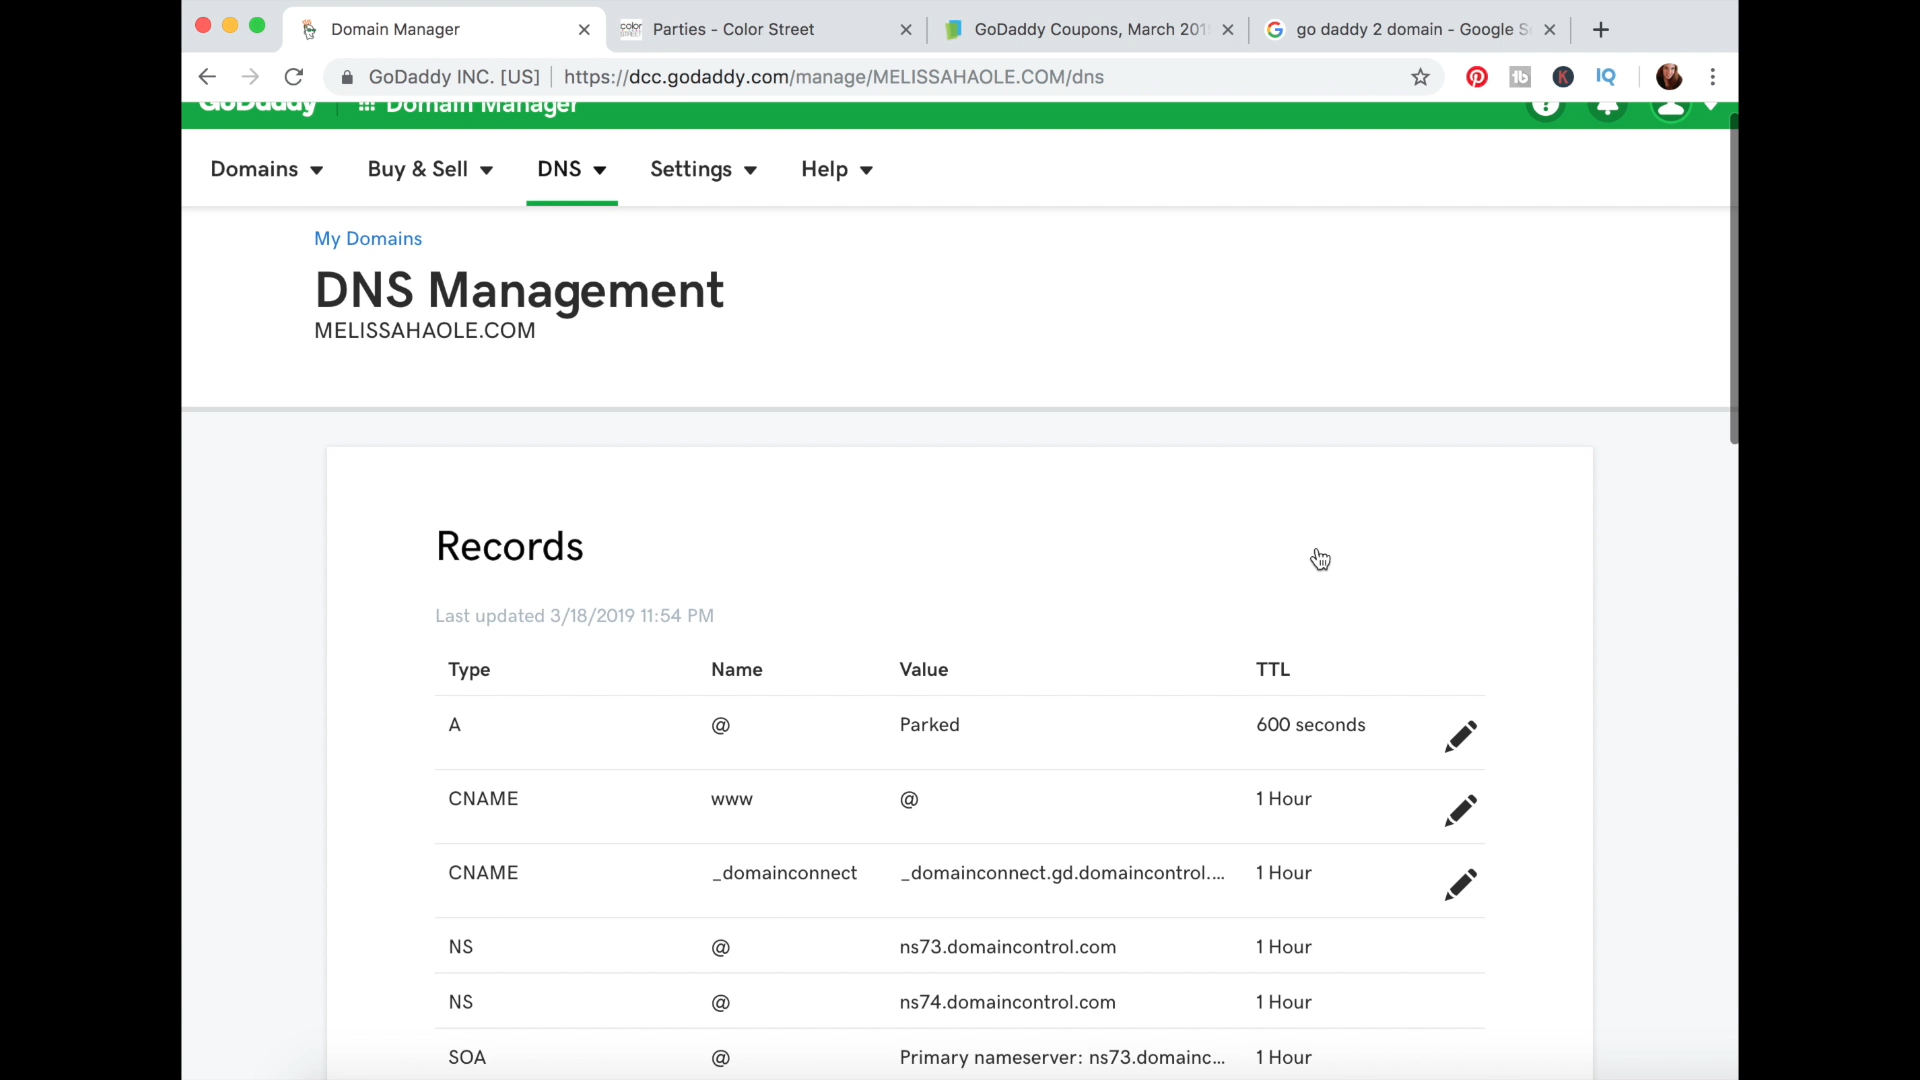 Domain Manager
Parties - Color Street
GoDaddy Coupons, March 201
go daddy 2 domain - Google S
GoDaddy INC. [US] https://dcc.godaddy.com/manage/MELISSAHAOLE.COM/dns
GoDaddy Domain Manager
Domains Buy & Sell DNS Settings Help
My Domains
DNS Management
MELISSAHAOLE.COM
Records
Last updated 3/18/2019 11:54 PM
Type Name Value TTL
A @ Parked 600 seconds
CNAME www @ 1 Hour
CNAME _domainconnect _domainconnect.gd.domaincontrol.... 1 Hour
NS @ ns73.domaincontrol.com 1 Hour
NS @ ns74.domaincontrol.com 1 Hour
SOA @ Primary nameserver: ns73.domainc... 1 Hour